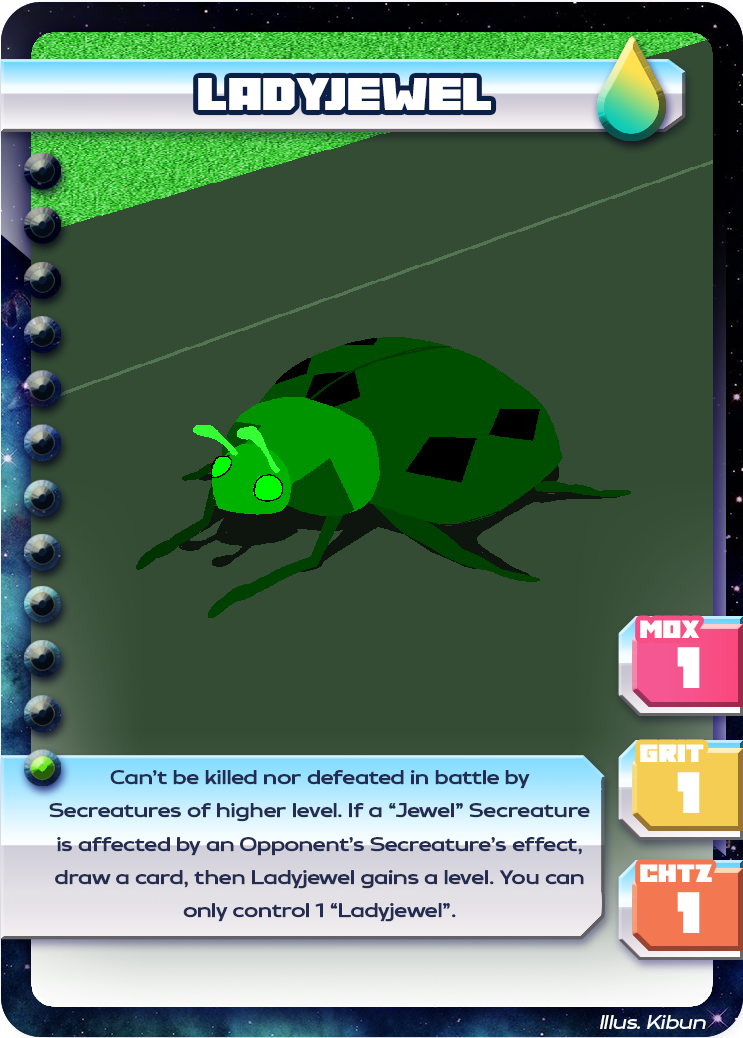 LADYJEWEL
MOX
1
GRIT
1
CHTZ
1
Can't be killed nor defeated in battle by
Secreatures of higher level. If a “Jewel” Secreature
is affected by an Opponent's Secreature's effect,
draw a card, then Ladyjewel gains a level. You can
only control 1 “Ladyjewel”.
Illus. Kibun